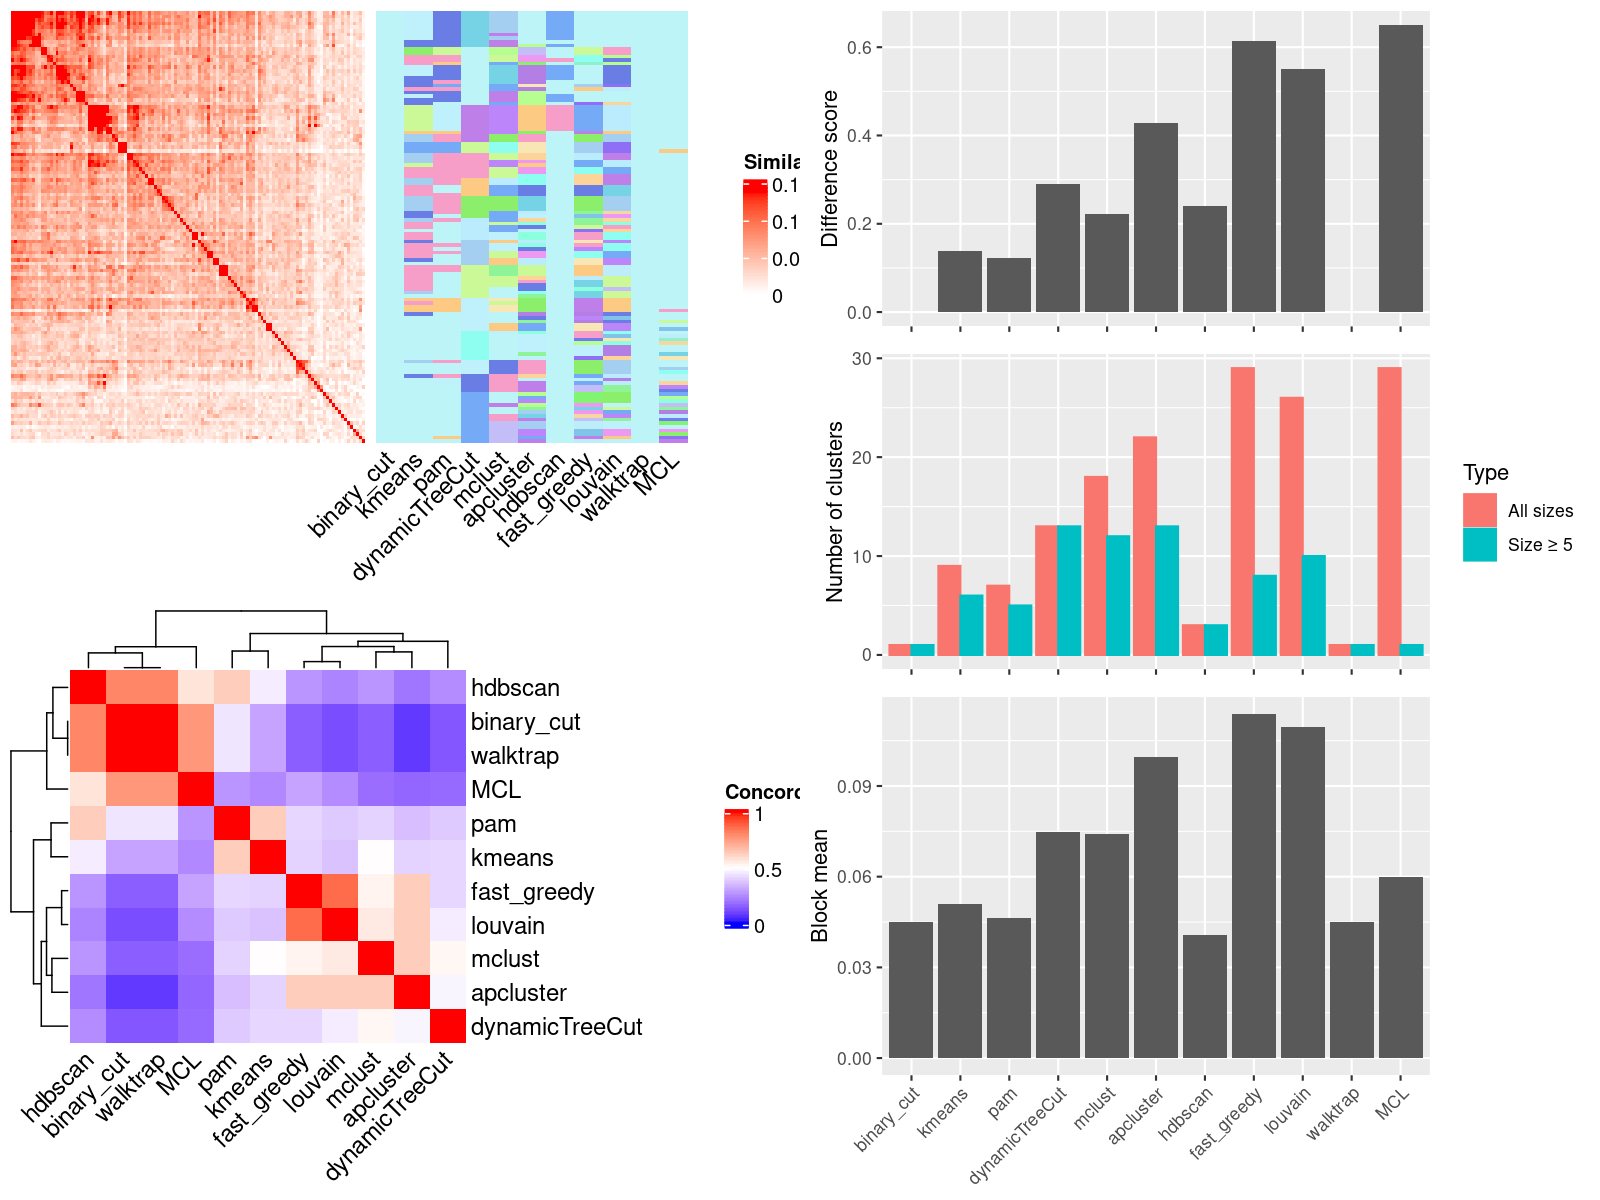 Simila
0.1
0.1
0.0
0
binary_cut
kmeans
pam
dynamicTreeCut
mclust
apcluster
hdbscan
fast_greedy
louvain
walktrap
MCL
hdbscan
binary_cut
walktrap
MCL
pam
kmeans
fast_greedy
louvain
mclust
apcluster
dynamicTreeCut
hdbscan
binary_cut
walktrap
MCL
pam
kmeans
fast_greedy
louvain
mclust
apcluster
dynamicTreeCut
Concord
1
0.5
0
Difference score
0.6
0.4
0.2
0.0
Number of clusters
30
20
10
0
Type
All sizes
Size ≥ 5
Block mean
0.09
0.06
0.03
0.00
binary_cut
kmeans
pam
dynamicTreeCut
mclust
apcluster
hdbscan
fast_greedy
louvain
walktrap
MCL